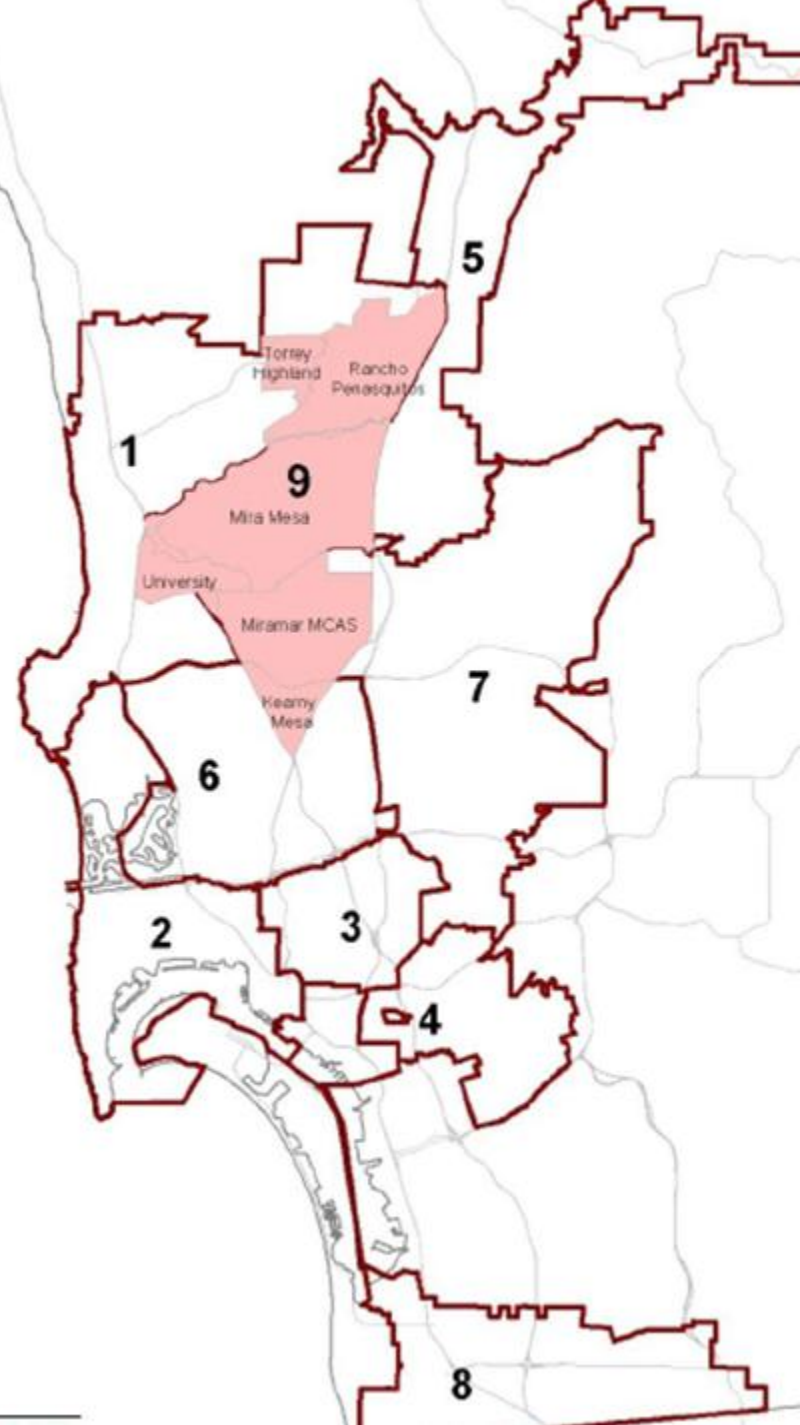 5
Torrey
Highland
Rancho
Penasquitos
1
9
Mira Mesa
University
Miramar MCAS
7
Kearny
Mesa
6
3
2
4
8